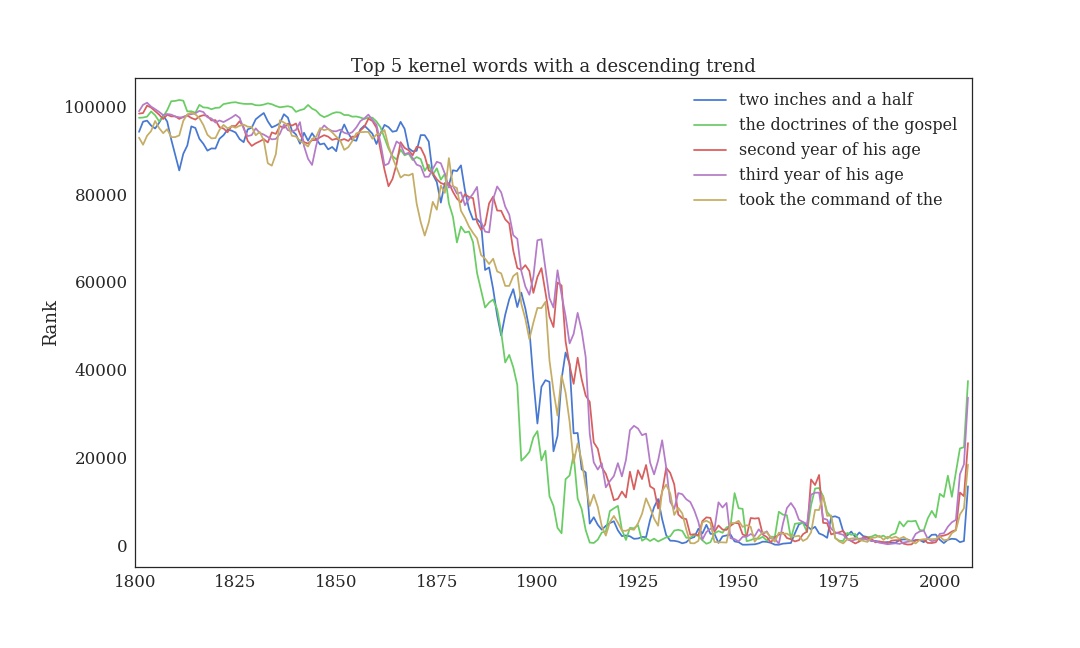 Top 5 kernel words with a descending trend
two inches and a half
the doctrines of the gospel
second year of his age
third year of his age
took the command of the
Rank
100000
80000
60000
40000
20000
0
1800 1825 1850 1875 1900 1925 1950 1975 2000